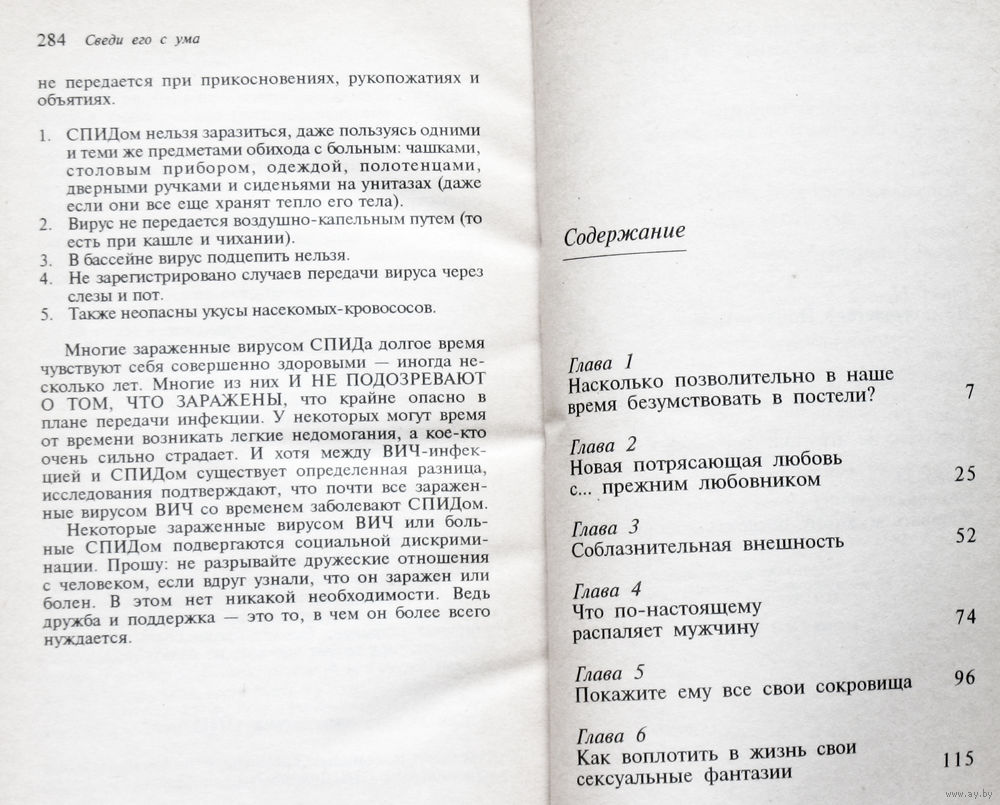 284 Сведи его с ума
не передается при прикосновениях, рукопожатиях и
объятиях.
1. СПИДом нельзя заразиться, даже пользуясь одними
и теми же предметами обихода с больным: чашками,
столовым прибором, одеждой, полотенцами,
дверными ручками и сиденьями на унитазах (даже
если они все еще хранят тепло его тела).
2. Вирус не передается воздушно-капельным путем (то
есть при кашле и чихании).
3. В бассейне вирус подцепить нельзя.
4. Не зарегистрировано случаев передачи вируса через
слезы и пот.
5. Также неопасны укусы насекомых-кровососов.
Многие зараженные вирусом СПИДа долгое время
чувствуют себя совершенно здоровыми — иногда не-
сколько лет. Многие из них И НЕ ПОДОЗРЕВАЮТ
О ТОМ, ЧТО ЗАРАЖЕНЫ, что крайне опасно в
плане передачи инфекции. У некоторых могут время
от времени возникать легкие недомогания, а кое-кто
очень сильно страдает. И хотя между ВИЧ-инфек-
цией и СПИДом существует определенная разница,
исследования подтверждают, что почти все заражен-
ные вирусом ВИЧ со временем заболевают СПИДом.
Некоторые зараженные вирусом ВИЧ или боль-
ные СПИДом подвергаются социальной дискрими-
нации. Прошу: не разрывайте дружеские отношения
с человеком, если вдруг узнали, что он заражен или
болен. В этом нет никакой необходимости. Ведь
дружба и поддержка — это то, в чем он более всего
нуждается.
Содержание
Глава 1
Насколько позволительно в наше
время безумствовать в постели? 7
Глава 2
Новая потрясающая любовь
с... прежним любовником 25
Глава 3
Соблазнительная внешность 52
Глава 4
Что по-настоящему
распаляет мужчину 74
Глава 5
Покажите ему все свои сокровища 96
Глава 6
Как воплотить в жизнь свои
сексуальные фантазии 115
www.ay.by